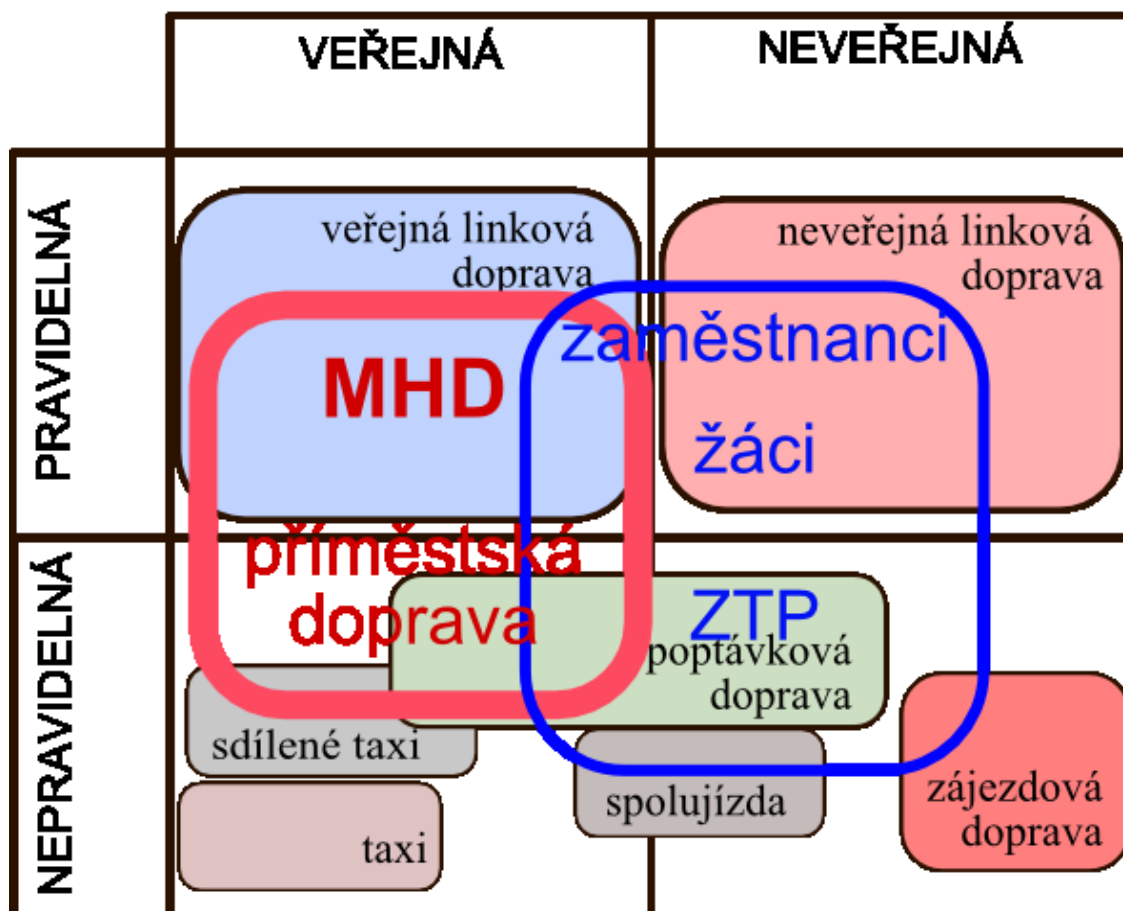 VEŘEJNÁ
NEVEŘEJNÁ
PRAVIDELNÁ
veřejná linková
doprava
neveřejná linková
doprava
MHD
zaměstnanci
žáci
NEPRAVIDELNÁ
příměstská
doprava
ZTP
poptávková
doprava
sdílené taxi
spolujízda
zájezdová
doprava
taxi